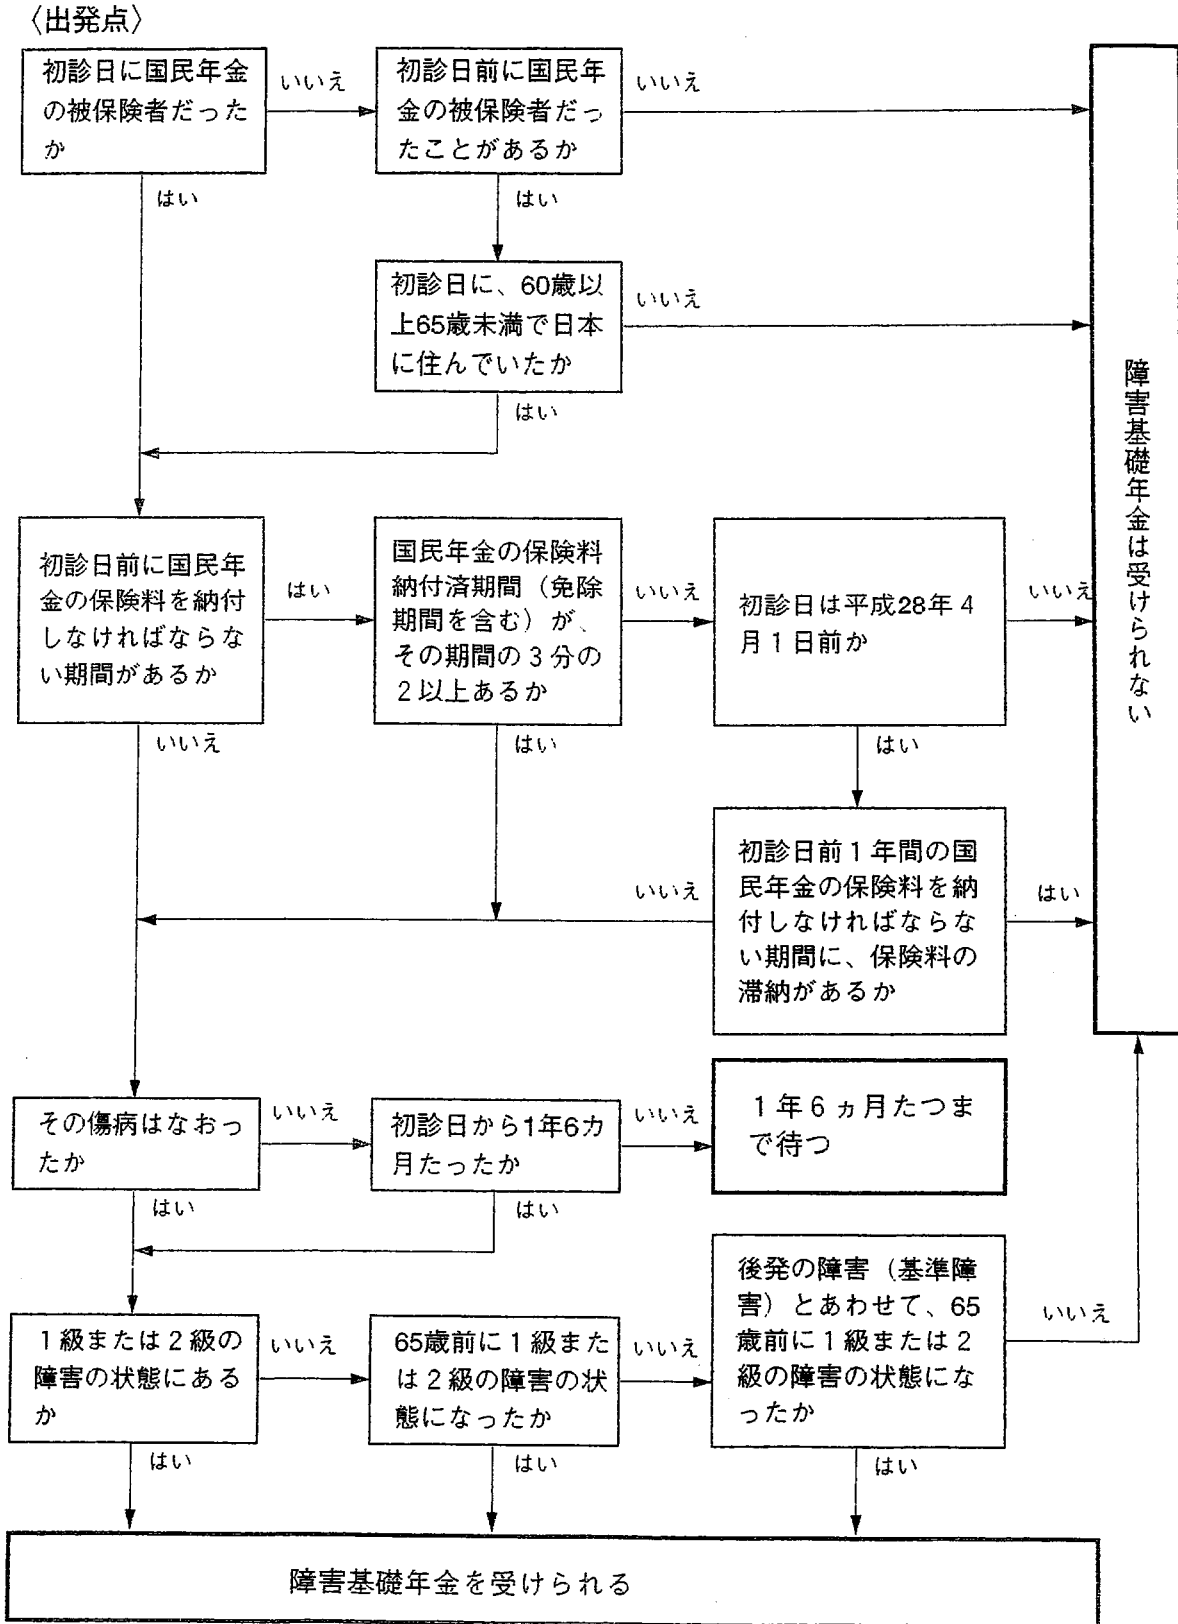 〈出発点〉
初診日に国民年金
の被保険者だった
か
いいえ
初診日前に国民年
金の被保険者だっ
たことがあるか
いいえ
はい
はい
初診日に、60歳以
上65歳未満で日本
に住んでいたか
いいえ
はい
初診日前に国民年
金の保険料を納付
しなければならな
い期間があるか
はい
国民年金の保険料
納付済期間（免除
期間を含む）が、
その期間の3分の
2以上あるか
いいえ
初診日は平成28年4
月1日前か
いいえ
いいえ
はい
はい
初診日前1年間の国
民年金の保険料を納
付しなければならな
い期間に、保険料の
滞納があるか
いいえ
はい
障害基礎年金は受けられない
その傷病はなおっ
たか
いいえ
初診日から1年6カ
月たったか
いいえ
1年6ヵ月たつま
で待つ
はい
はい
1級または2級の
障害の状態にある
か
いいえ
65歳前に1級また
は2級の障害の状
態になったか
いいえ
後発の障害（基準障
害）とあわせて、65
歳前に1級または2
級の障害の状態にな
ったか
いいえ
はい
はい
はい
障害基礎年金を受けられる